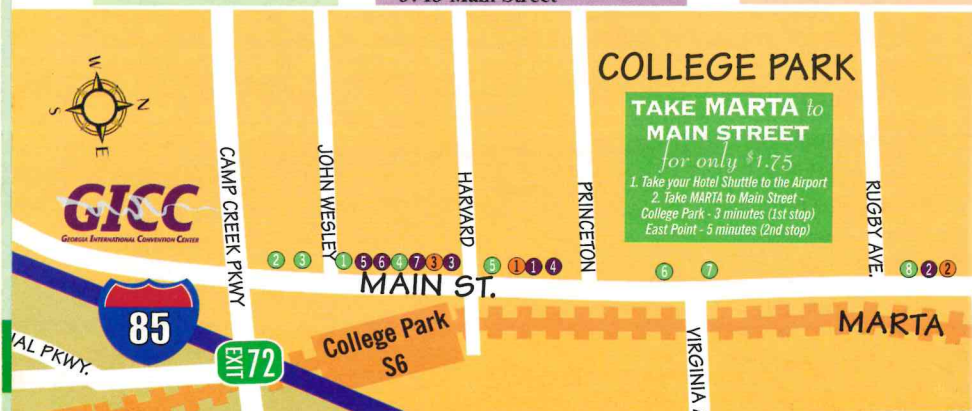 5745 Main Street
W
N
S
E
GICC
GEORGIA INTERNATIONAL CONVENTION CENTER
COLLEGE PARK
TAKE MARTA to
MAIN STREET
for only $1.75
1. Take your Hotel Shuttle to the Airport
2. Take MARTA to Main Street -
College Park - 3 minutes (1st stop)
East Point - 5 minutes (2nd stop)
CAMP CREEK PKWY
JOHN WESLEY
HARVARD
PRINCETON
RUGBY AVE.
2 3 1 5 6 4 7 3 3 5 1 1 4 6 7 8 2 2
MAIN ST.
85
EXIT 72
College Park
S6
MARTA
IAL PKWY.
VIRGINIA